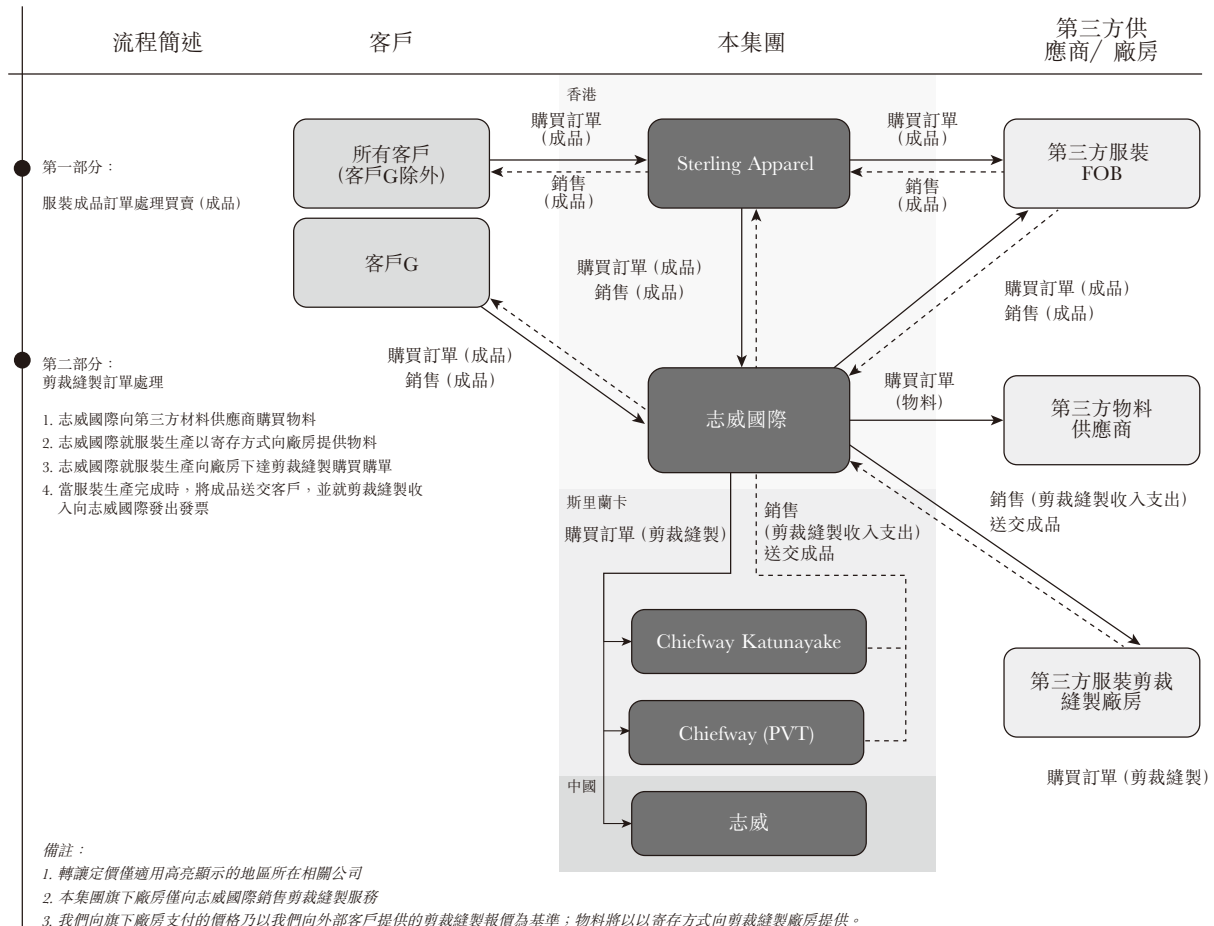 流程簡述
客戶
本集團
第三方供
應商/ 廠房
香港
所有客戶
(客戶G除外)
購買訂單
(成品)
銷售
(成品)
Sterling Apparel
購買訂單
(成品)
銷售
(成品)
第三方服裝
FOB
第一部分：
服裝成品訂單處理買賣 (成品)
客戶G
購買訂單 (成品)
銷售 (成品)
購買訂單 (成品)
銷售 (成品)
購買訂單 (成品)
銷售 (成品)
第二部分：
剪裁縫製訂單處理
1. 志威國際向第三方材料供應商購買物料
2. 志威國際就服裝生產以寄存方式向廠房提供物料
3. 志威國際就服裝生產向廠房下達剪裁縫製購買購單
4. 當服裝生產完成時，將成品送交客戶，並就剪裁縫製收
入向志威國際發出發票
志威國際
購買訂單
(物料)
第三方物料
供應商
斯里蘭卡
購買訂單 (剪裁縫製)
銷售
(剪裁縫製收入支出)
送交成品
銷售 (剪裁縫製收入支出)
送交成品
Chiefway Katunayake
Chiefway (PVT)
第三方服裝剪裁
縫製廠房
購買訂單 (剪裁縫製)
中國
志威
備註：
1. 轉讓定價僅適用高亮顯示的地區所在相關公司
2. 本集團旗下廠房僅向志威國際銷售剪裁縫製服務
3. 我們向旗下廠房支付的價格乃以我們向外部客戶提供的剪裁縫製報價為基準；物料將以以寄存方式向剪裁縫製廠房提供。